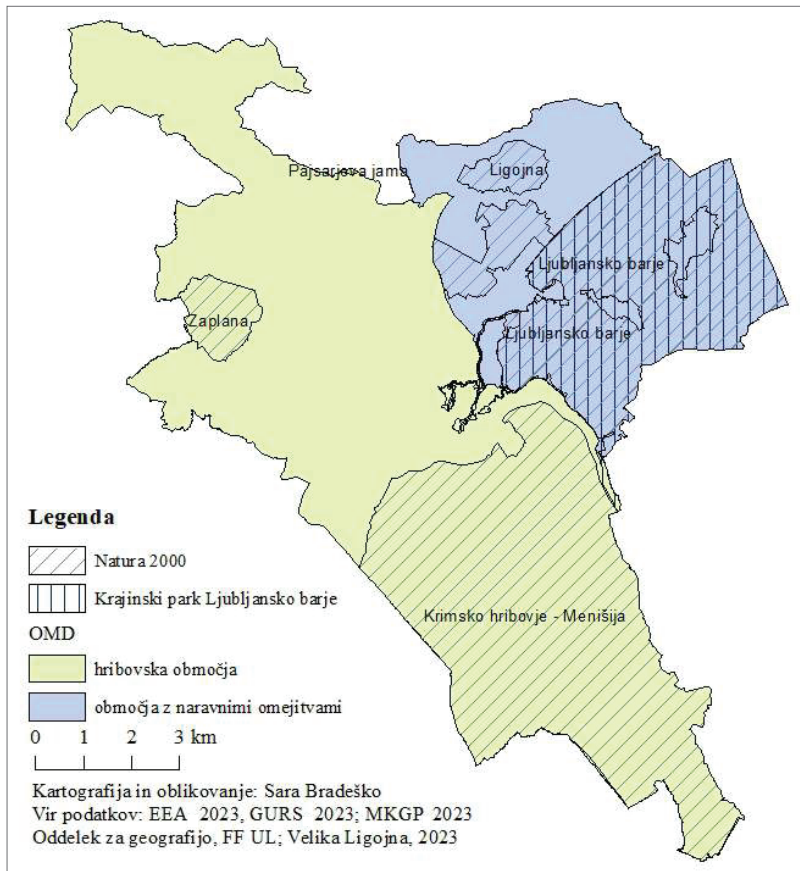 Pajsarjova jama
Ligojna
Ljubljansko barje
Zaplana
Ljubljansko barje
Krimsko hribovje - Menišija
Legenda
Natura 2000
Krajinski park Ljubljansko barje
OMD
hribovska območja
območja z naravnimi omejitvami
0 1 2 3 km
Kartografija in oblikovanje: Sara Bradeško
Vir podatkov: EEA 2023, GURS 2023; MKGP 2023
Oddelek za geografijo, FF UL; Velika Ligojna, 2023